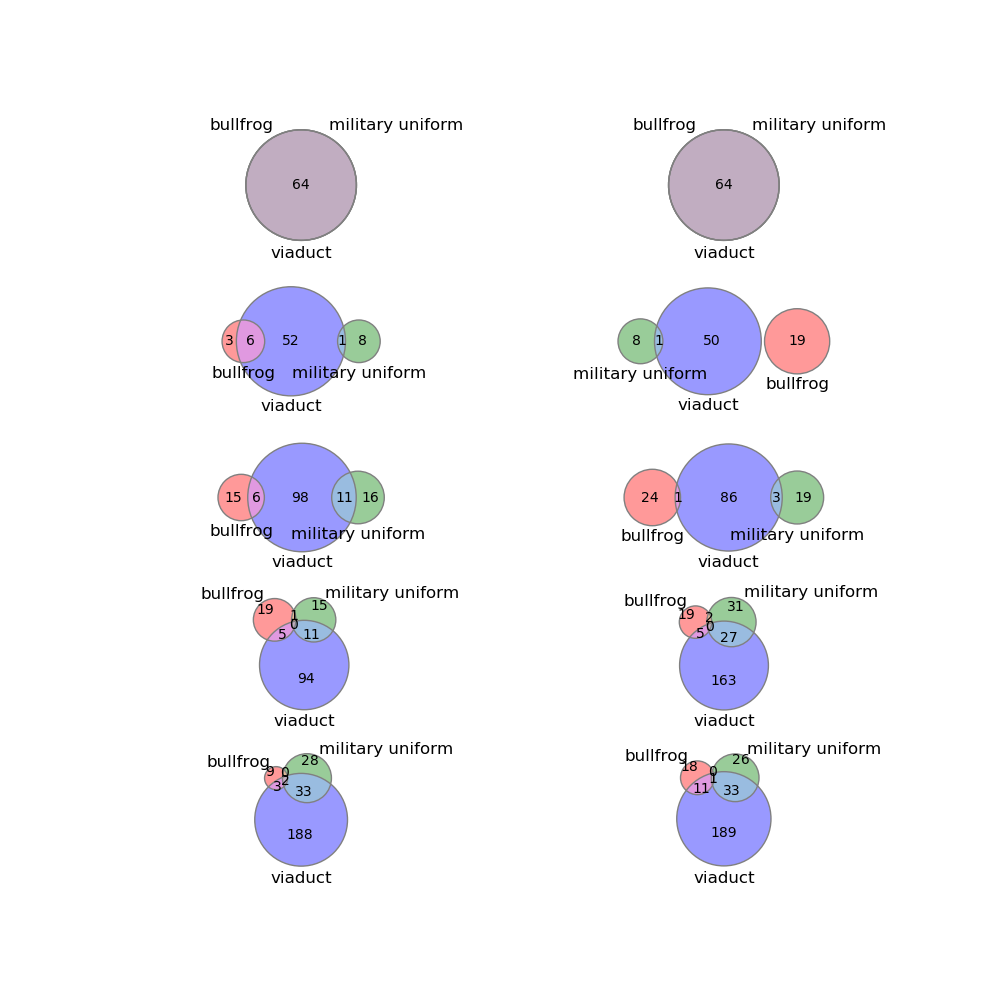 bullfrog military uniform
64
viaduct
bullfrog military uniform
64
viaduct
3 6 52 1 8
bullfrog military uniform
viaduct
8 1 50 19
military uniform bullfrog
viaduct
15 6 98 11 16
bullfrog military uniform
viaduct
24 1 86 3 19
bullfrog military uniform
viaduct
bullfrog military uniform
19 1 15
0
5 11
94
viaduct
bullfrog military uniform
19 2 31
0
5 27
163
viaduct
bullfrog military uniform
9 0 28
3 2 33
188
viaduct
bullfrog military uniform
18 0 26
11 1 33
189
viaduct